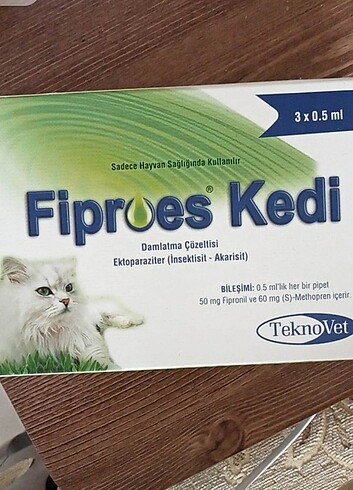 3 x 0.5 ml
Sadece Hayvan Sağlığında Kullanılır
Fiproes® Kedi
Damlatma Çözeltisi
Ektoparaziter (İnsektisit - Akarisit)
BİLEŞİMİ: 0.5 ml'lik her bir pipet
50 mg Fipronil ve 60 mg (S)-Methopren içerir
TeknoVet